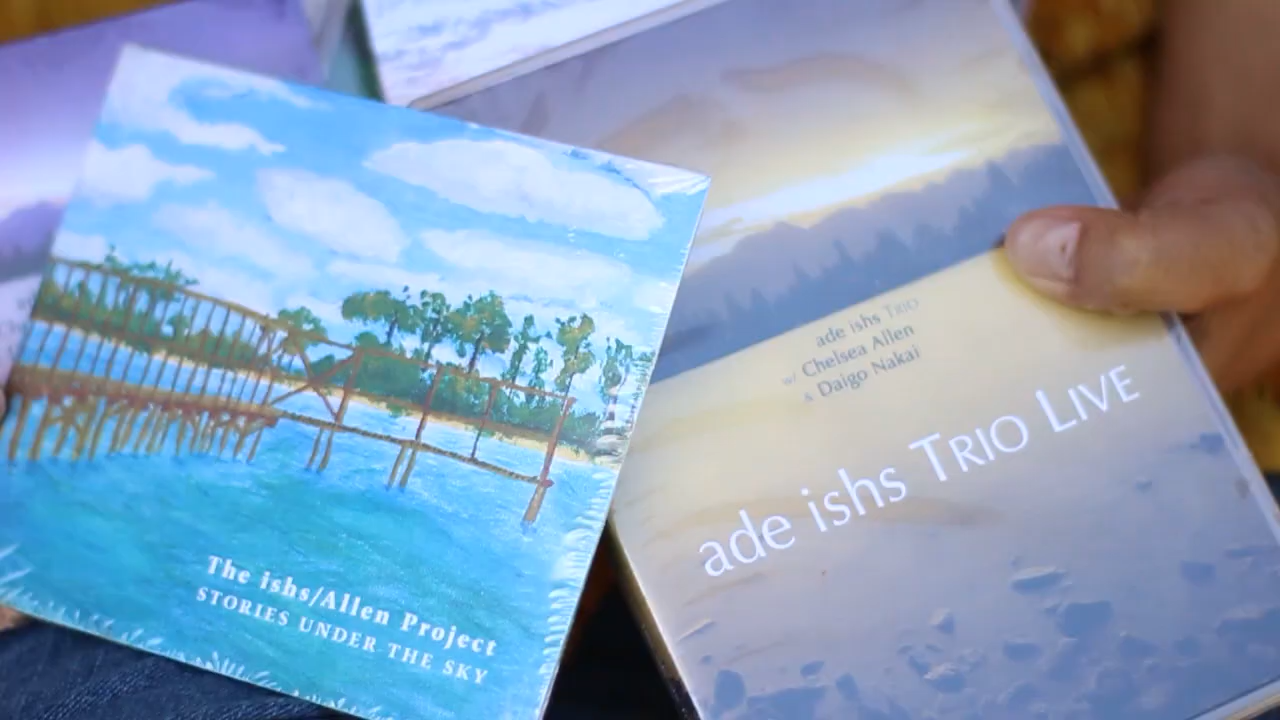 The ishs/Allen Project
STORIES UNDER THE SKY
ade ishs TRIO
w/ Chelsea Allen
& Daigo Nakai
ade ishs TRIO LIVE